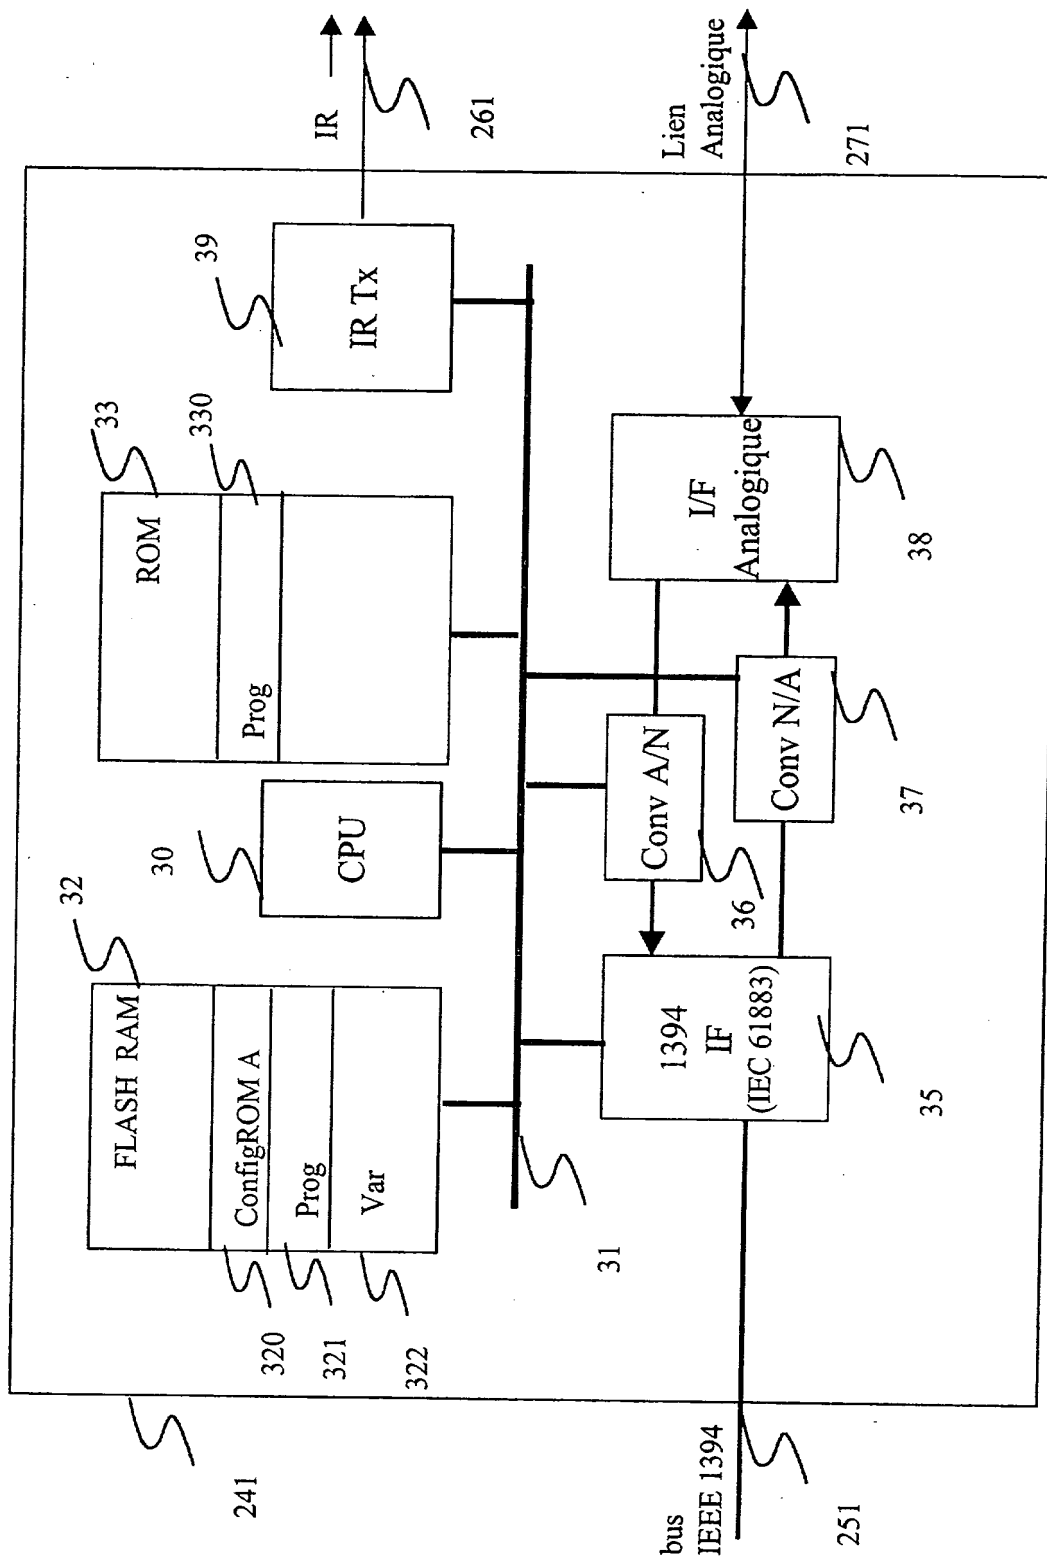 241
FLASH RAM
32
ConfigROM A
Prog
Var
320
321
322
30
CPU
ROM
33
Prog
330
39
IR Tx
IR
261
31
1394
IF
(IEC 61883)
35
Conv A/N
36
Conv N/A
37
I/F
Analogique
38
Lien
Analogique
271
bus
IEEE 1394
251